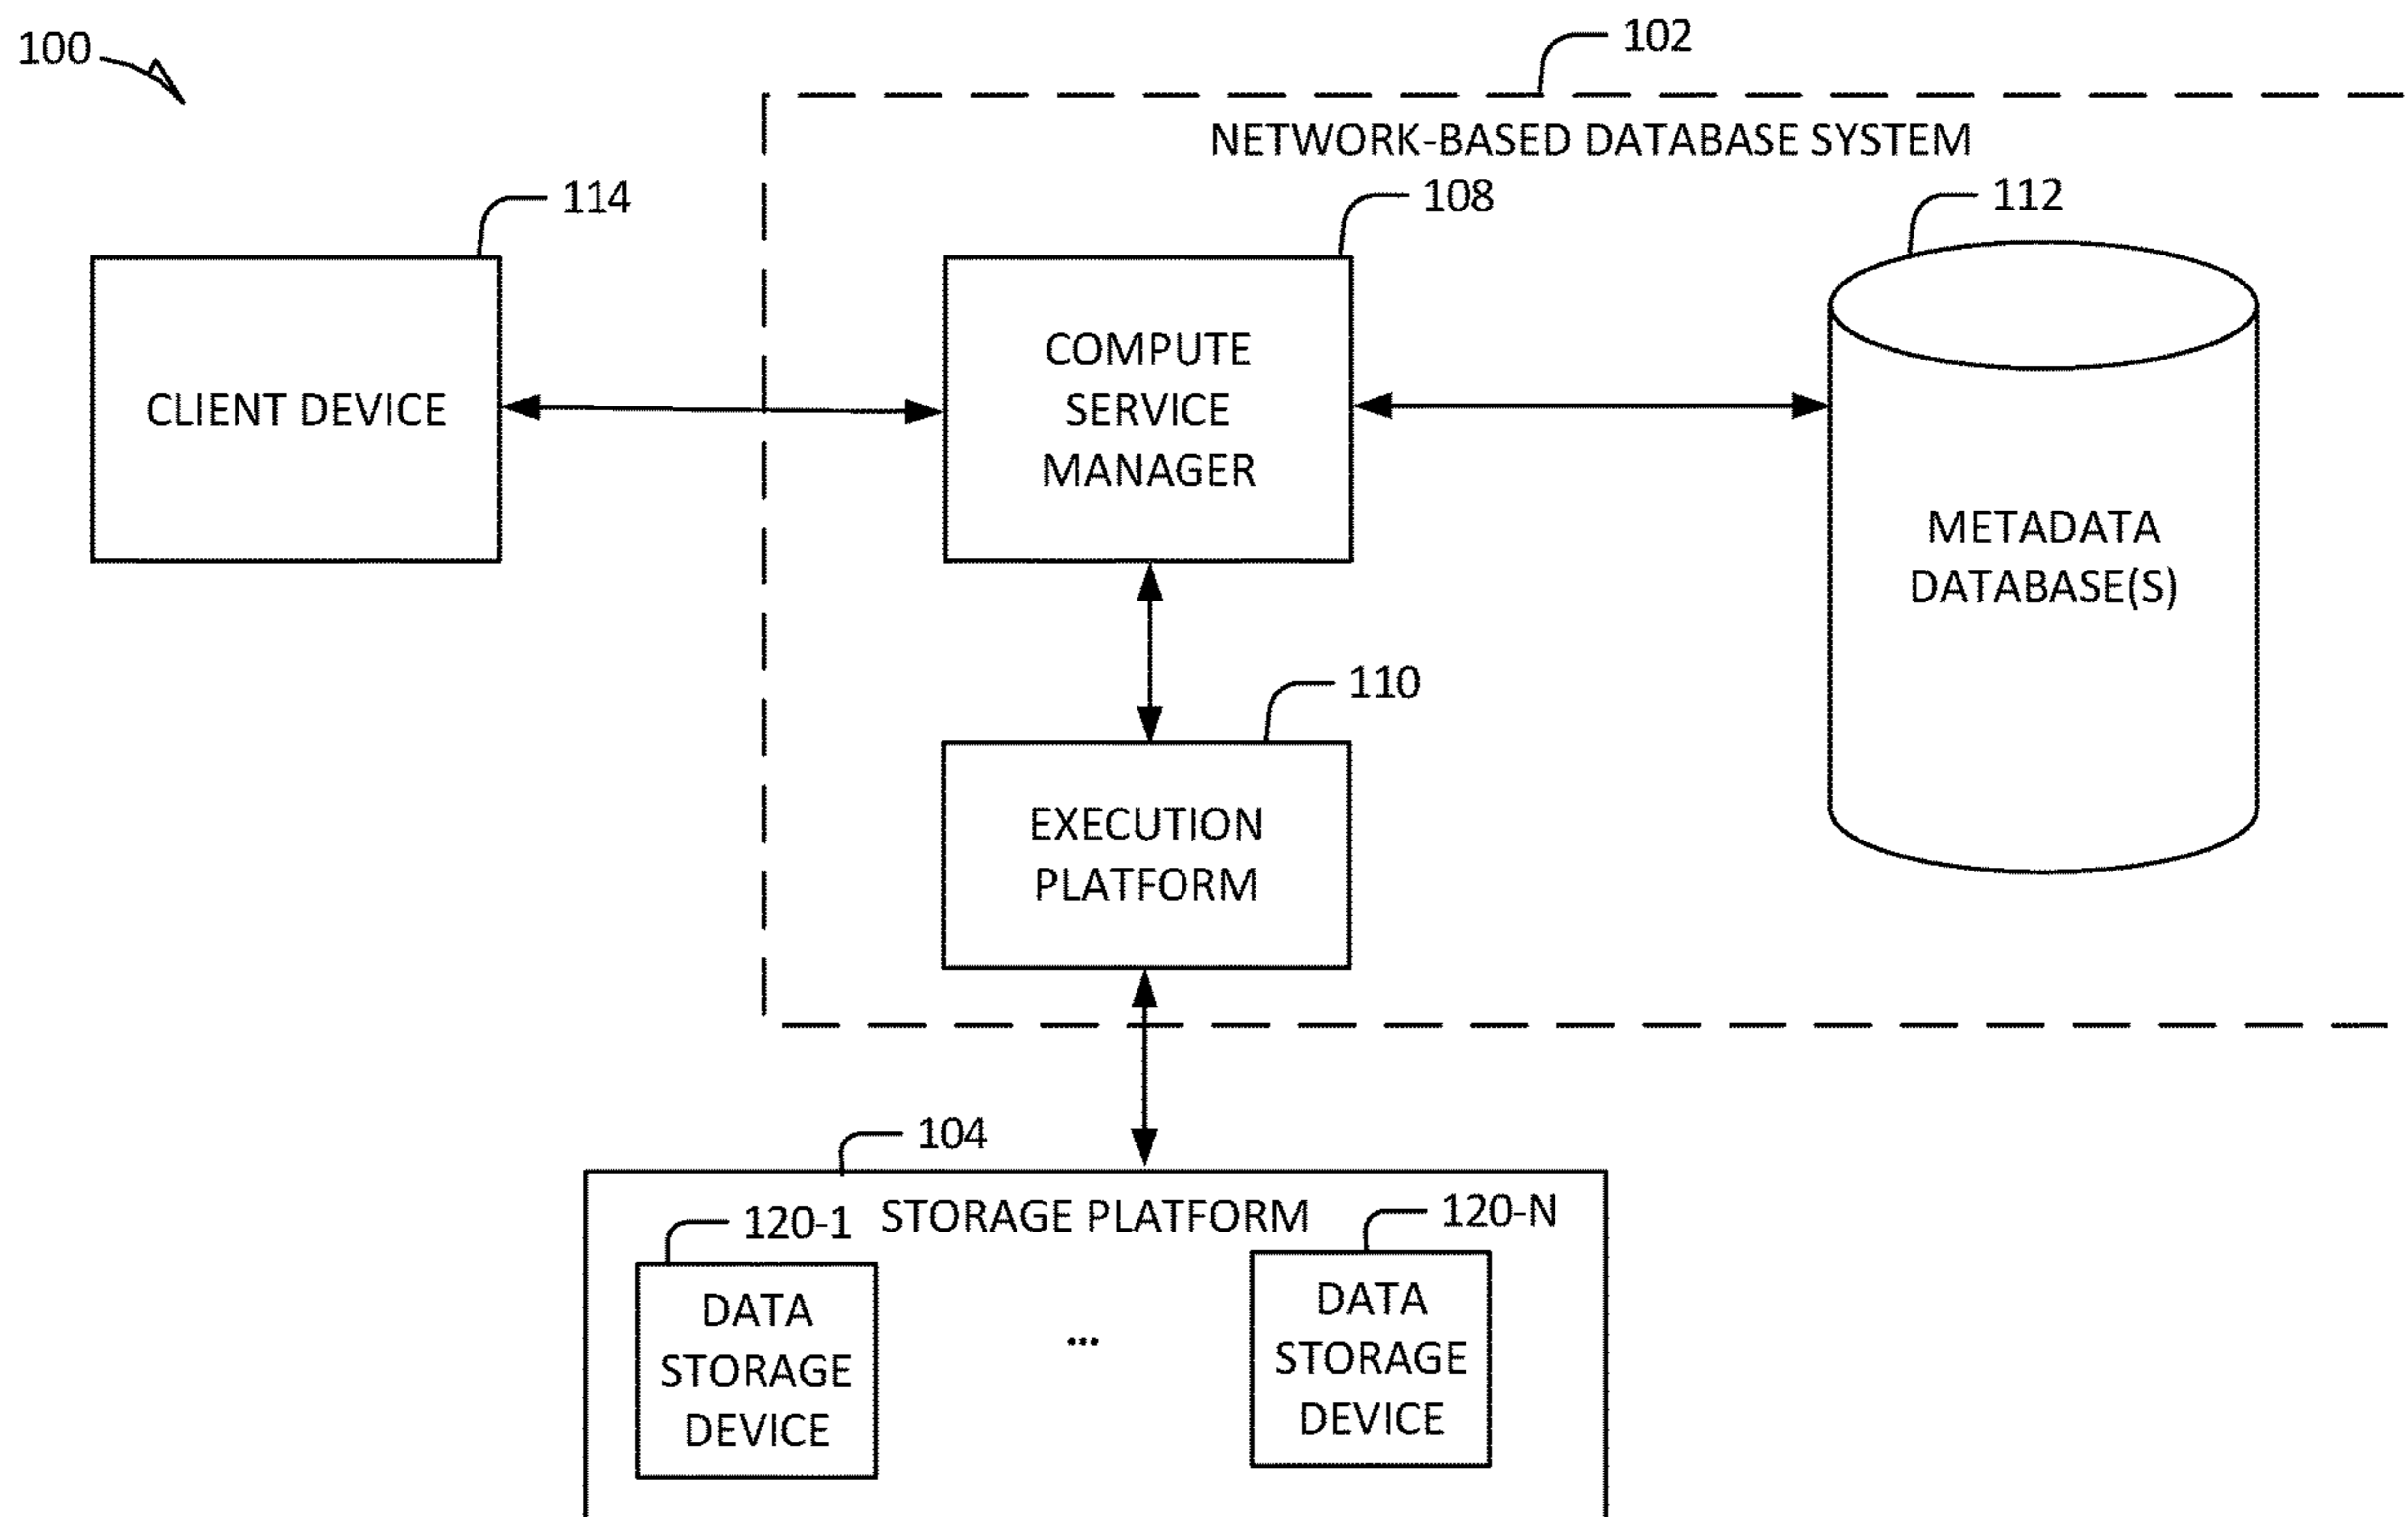 100
102
NETWORK-BASED DATABASE SYSTEM
114
108
112
CLIENT DEVICE
COMPUTE
SERVICE
MANAGER
METADATA
DATABASE(S)
110
EXECUTION
PLATFORM
104
STORAGE PLATFORM
120-1
120-N
DATA
STORAGE
DEVICE
...
DATA
STORAGE
DEVICE